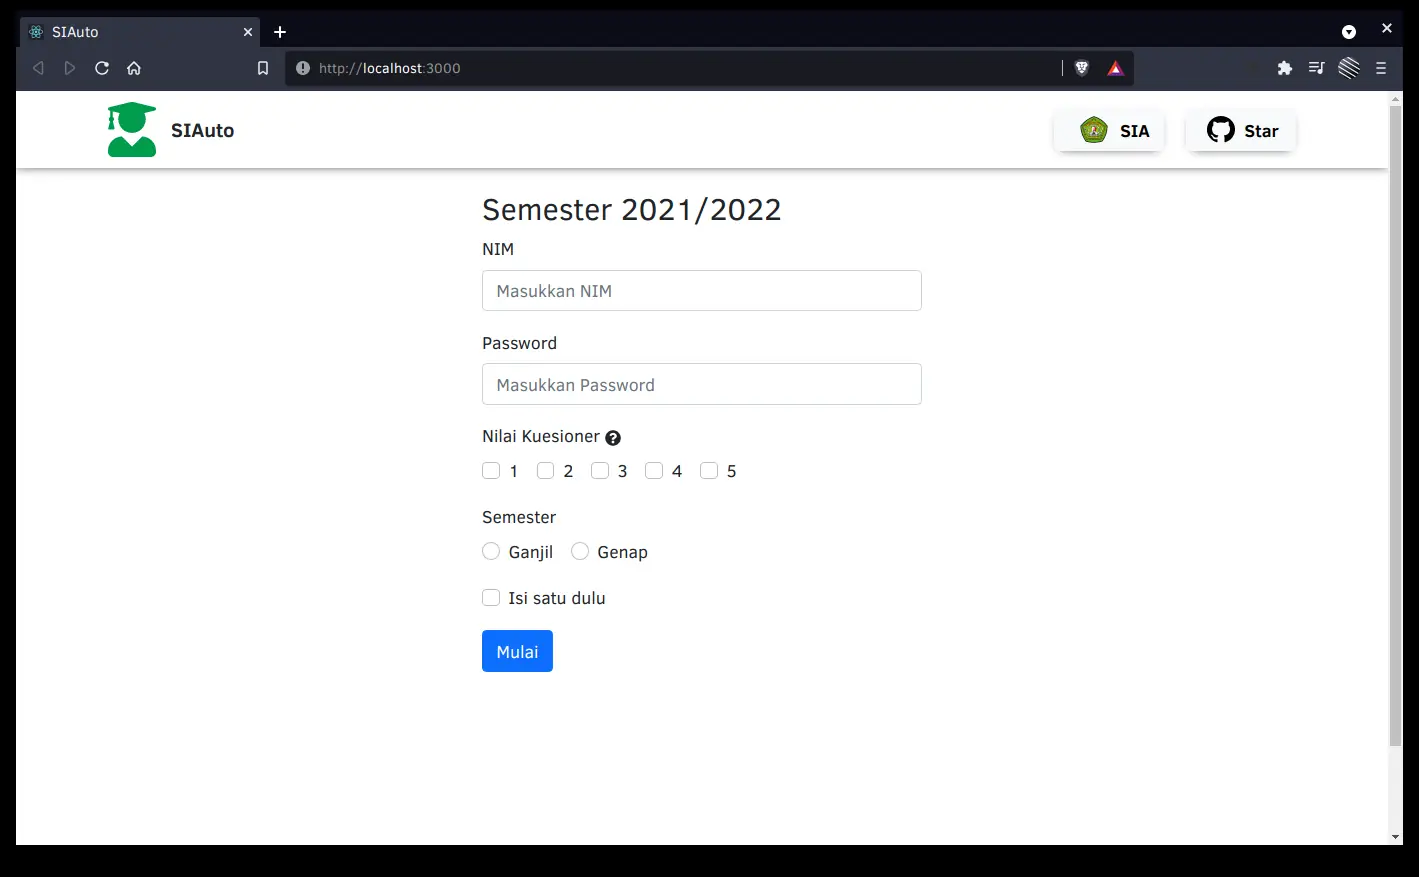 SIAuto
http://localhost:3000
SIAuto
SIA
Star
Semester 2021/2022
NIM
Masukkan NIM
Password
Masukkan Password
Nilai Kuesioner ?
1 2 3 4 5
Semester
Ganjil Genap
Isi satu dulu
Mulai